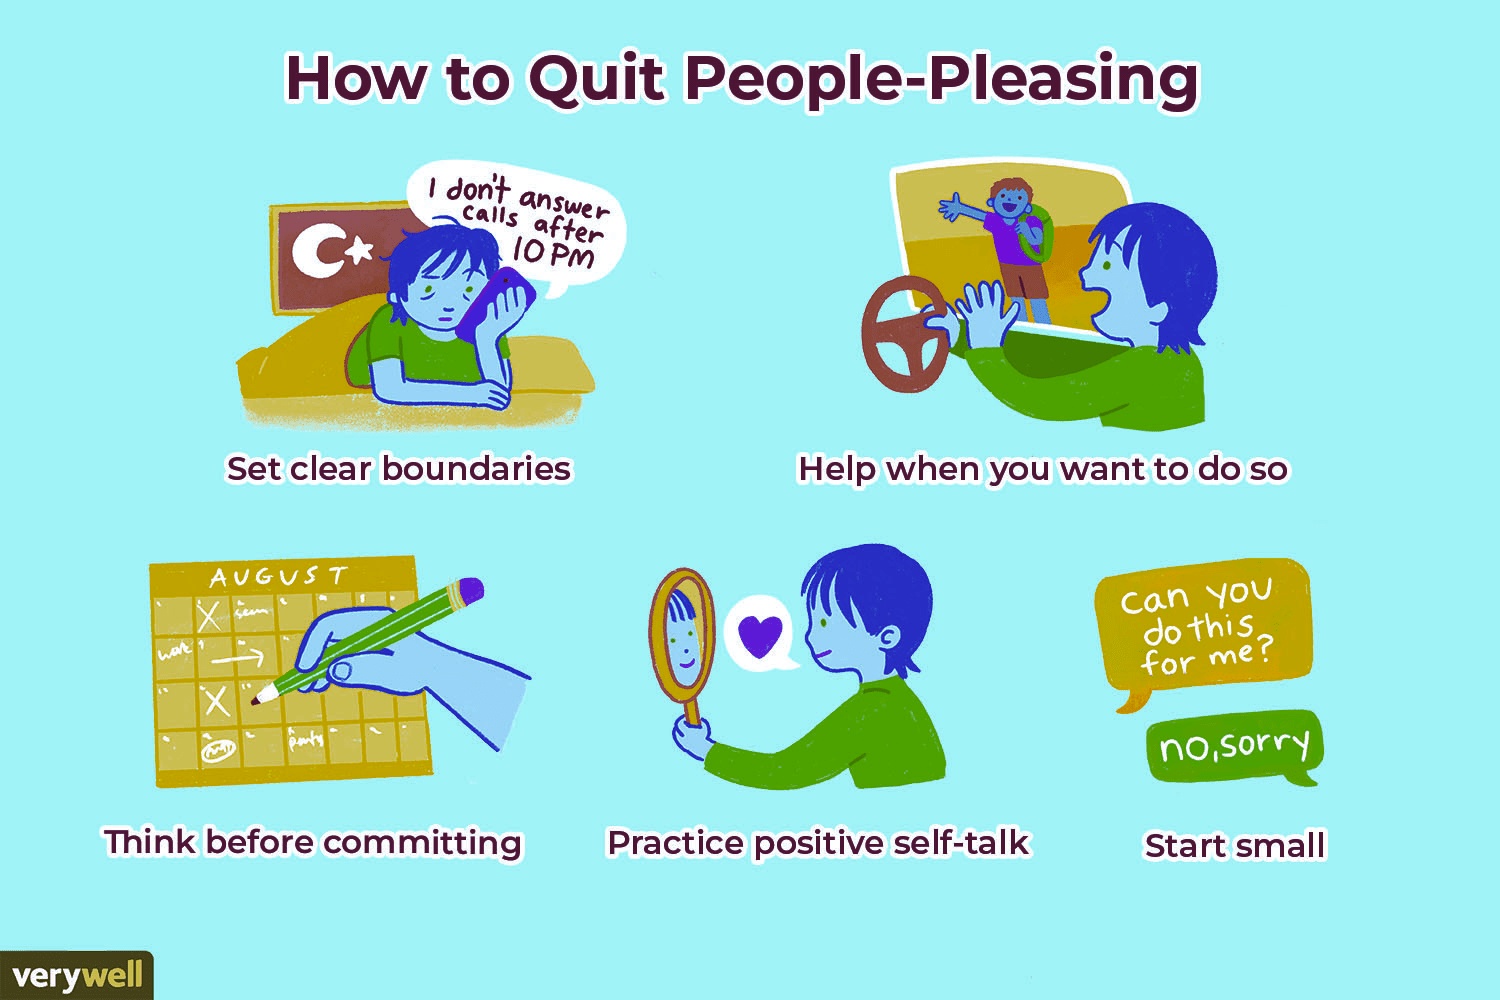 How to Quit People-Pleasing
I don't answer
calls after
10 PM
Set clear boundaries
Help when you want to do so
AUGUST
work
party
Think before committing
Practice positive self-talk
can you
do this
for me?
no, sorry
Start small
verywell